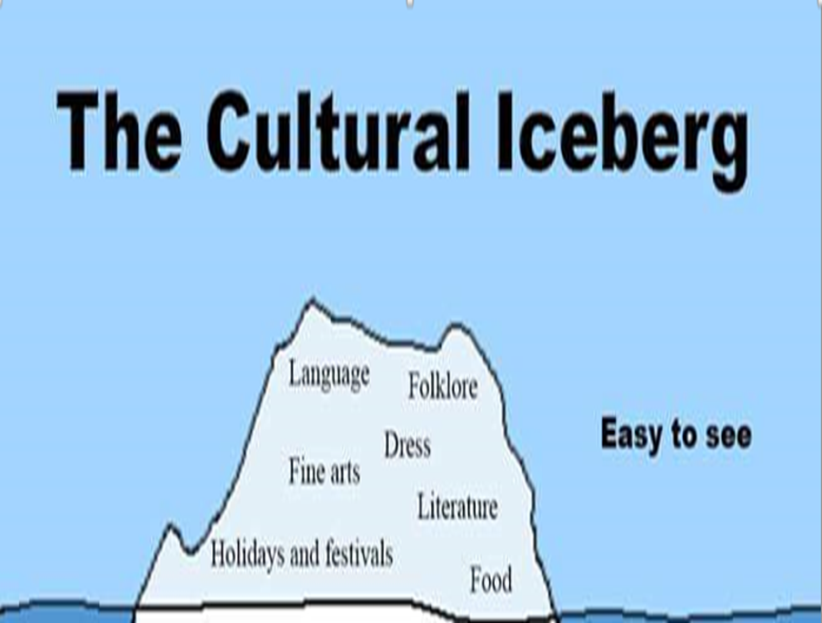 The Cultural Iceberg
Language
Folklore
Easy to see
Dress
Fine arts
Literature
Holidays and festivals
Food